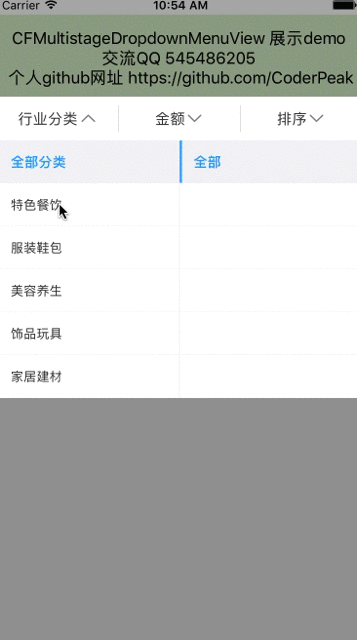 Carrier 10:54 AM
CFMultistageDropdownMenuView 展示demo
交流QQ 545486205
个人github网址 https://github.com/CoderPeak
行业分类 金额 排序
全部分类 全部
特色餐饮
服装鞋包
美容养生
饰品玩具
家居建材